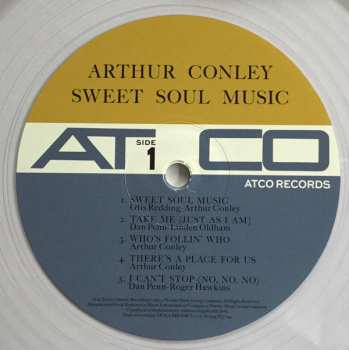 ARTHUR CONLEY
SWEET SOUL MUSIC
ATCO
SIDE
1
ATCO RECORDS
1. SWEET SOUL MUSIC
Otis Redding-Arthur Conley
2. TAKE ME (JUST AS I AM)
Dan Penn-Linden Oldham
3. WHO'S FOLLIN' WHO
Arthur Conley
4. THERE'S A PLACE FOR US
Arthur Conley
5. I CAN'T STOP (NO, NO, NO)
Dan Penn-Roger Hawkins